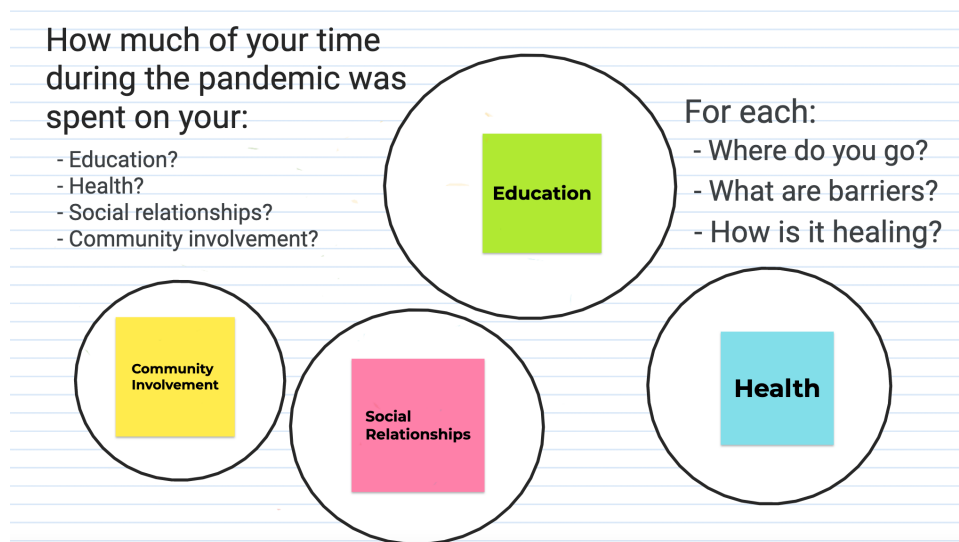 How much of your time
during the pandemic was
spent on your:
- Education?
- Health?
- Social relationships?
- Community involvement?
For each:
- Where do you go?
- What are barriers?
- How is it healing?
Education
Community
Involvement
Social
Relationships
Health